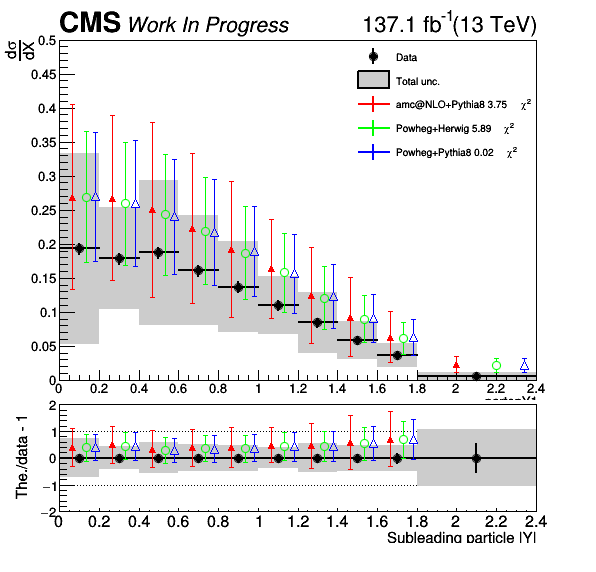 CMS Work In Progress 137.1 fb⁻¹(13 TeV)
dσ
dX
0.5
0.45
0.4
0.35
0.3
0.25
0.2
0.15
0.1
0.05
0
Data
Total unc.
amc@NLO+Pythia8 3.75 χ²
Powheg+Herwig 5.89 χ²
Powheg+Pythia8 0.02 χ²
0 0.2 0.4 0.6 0.8 1 1.2 1.4 1.6 1.8 2 2.2 2.4
The./data - 1
2
1
0
−1
−2
0 0.2 0.4 0.6 0.8 1 1.2 1.4 1.6 1.8 2 2.2 2.4
Subleading particle |Y|